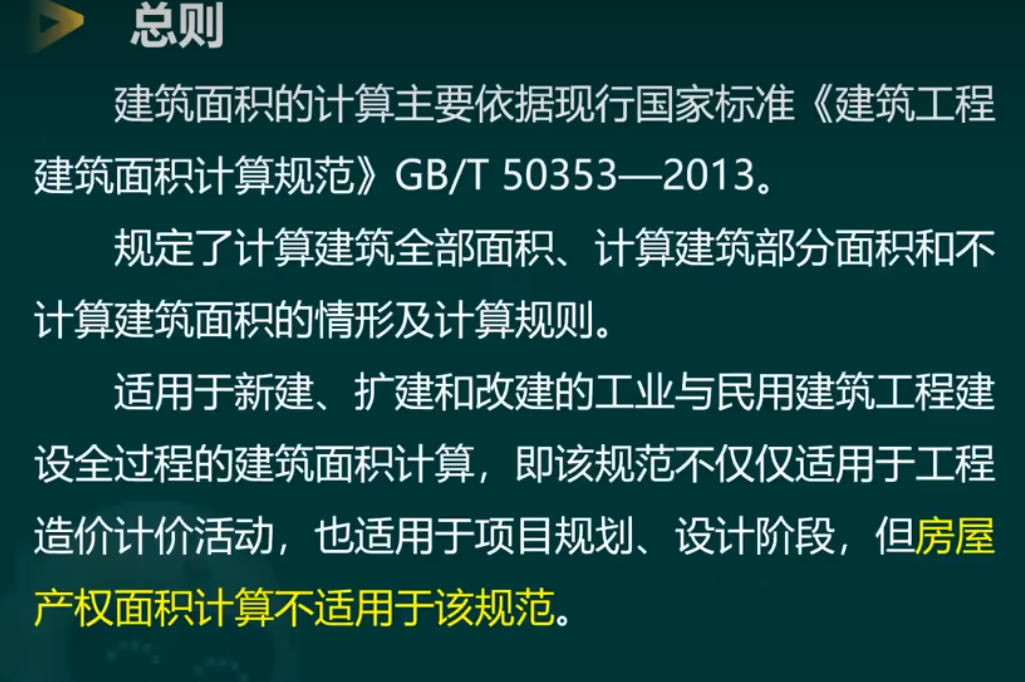 总则
建筑面积的计算主要依据现行国家标准《建筑工程
建筑面积计算规范》GB/T 50353—2013。
规定了计算建筑全部面积、计算建筑部分面积和不
计算建筑面积的情形及计算规则。
适用于新建、扩建和改建的工业与民用建筑工程建
设全过程的建筑面积计算，即该规范不仅仅适用于工程
造价计价活动，也适用于项目规划、设计阶段，但房屋
产权面积计算不适用于该规范。